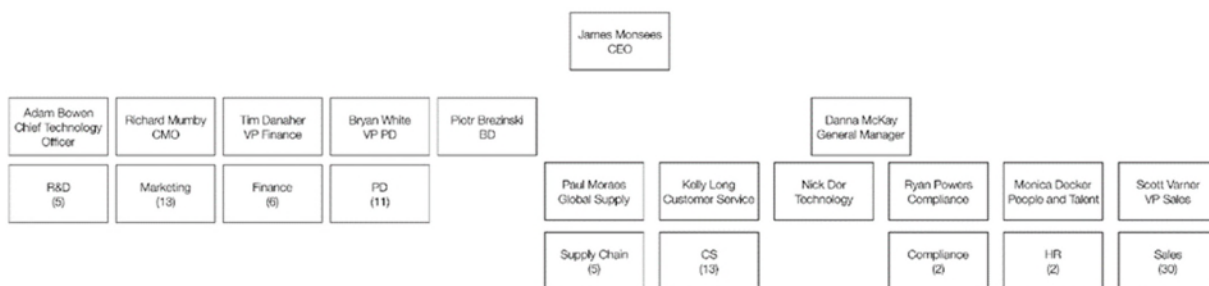 James Monsees
CEO
Adam Bowen
Chief Technology
Officer
Richard Mumby
CMO
Tim Danaher
VP Finance
Bryan White
VP PD
Piotr Brezinski
BD
Danna McKay
General Manager
R&D
(5)
Marketing
(13)
Finance
(6)
PD
(11)
Paul Moraes
Global Supply
Kelly Long
Customer Service
Nick Dor
Technology
Ryan Powers
Compliance
Monica Decker
People and Talent
Scott Varner
VP Sales
Supply Chain
(5)
CS
(13)
Compliance
(2)
HR
(2)
Sales
(30)